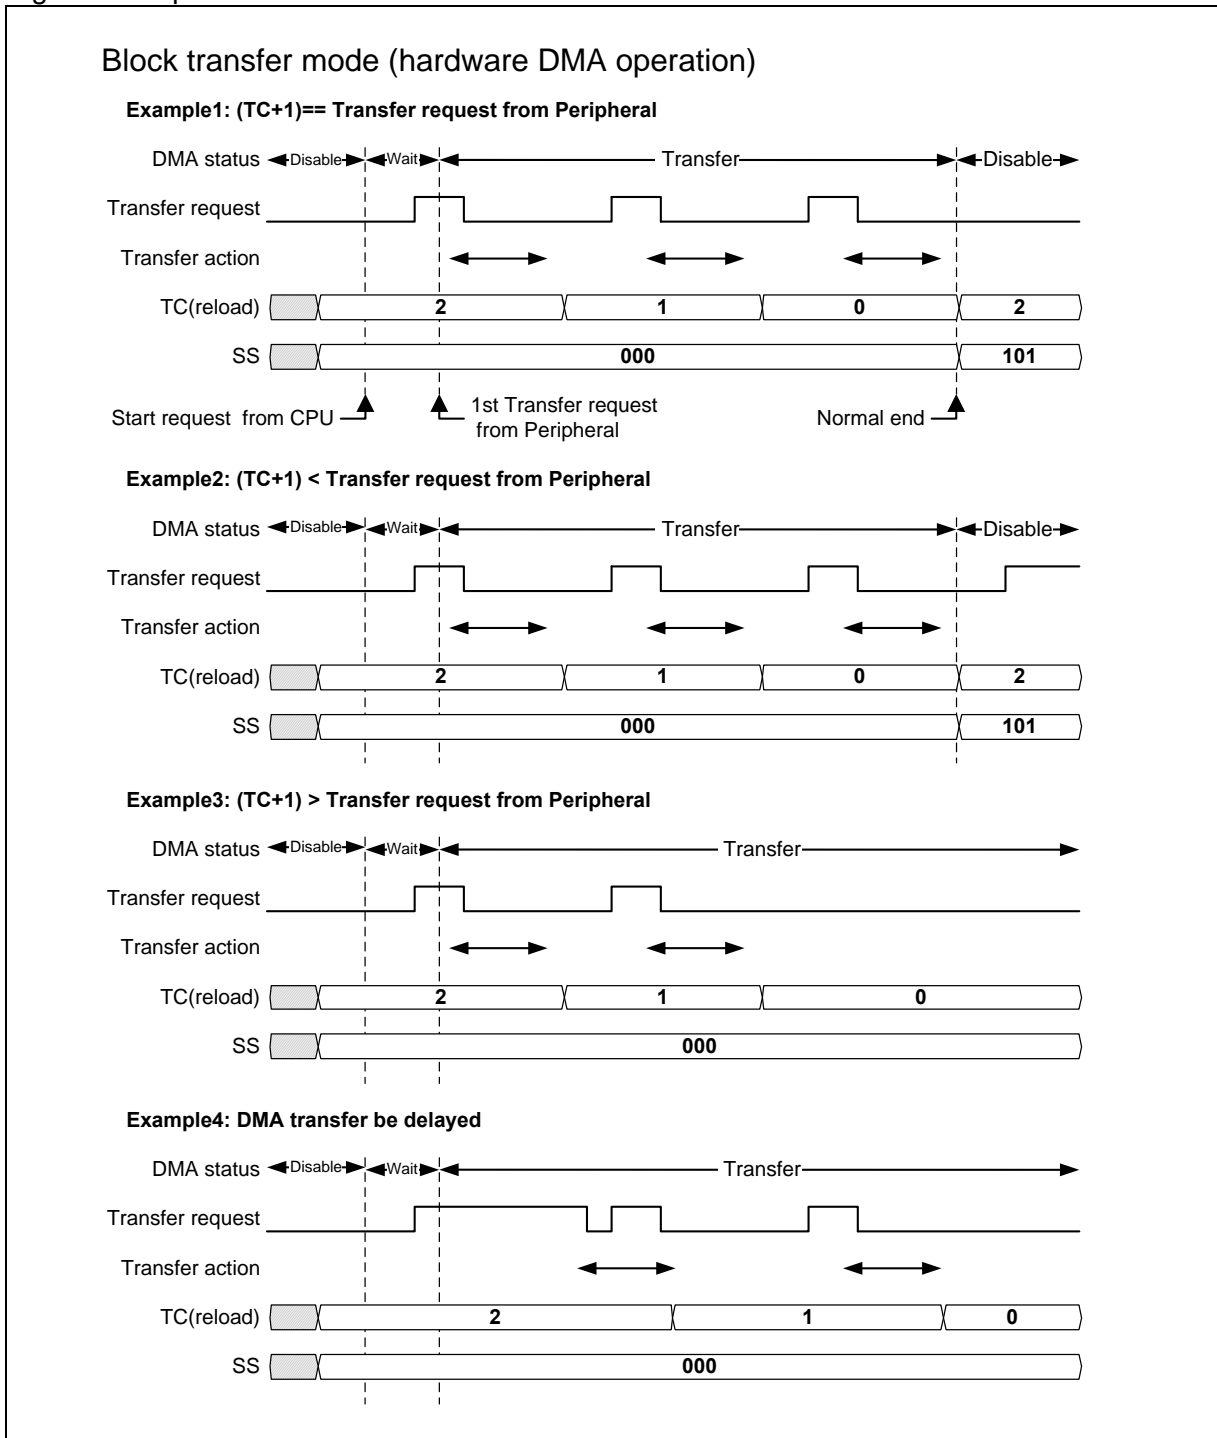 Block transfer mode (hardware DMA operation)
Example1: (TC+1)== Transfer request from Peripheral
DMA status Disable Wait Transfer Disable
Transfer request
Transfer action
TC(reload) 2 1 0 2
SS 000 101
Start request from CPU 1st Transfer request from Peripheral Normal end
Example2: (TC+1) < Transfer request from Peripheral
DMA status Disable Wait Transfer Disable
Transfer request
Transfer action
TC(reload) 2 1 0 2
SS 000 101
Example3: (TC+1) > Transfer request from Peripheral
DMA status Disable Wait Transfer
Transfer request
Transfer action
TC(reload) 2 1 0
SS 000
Example4: DMA transfer be delayed
DMA status Disable Wait Transfer
Transfer request
Transfer action
TC(reload) 2 1 0
SS 000